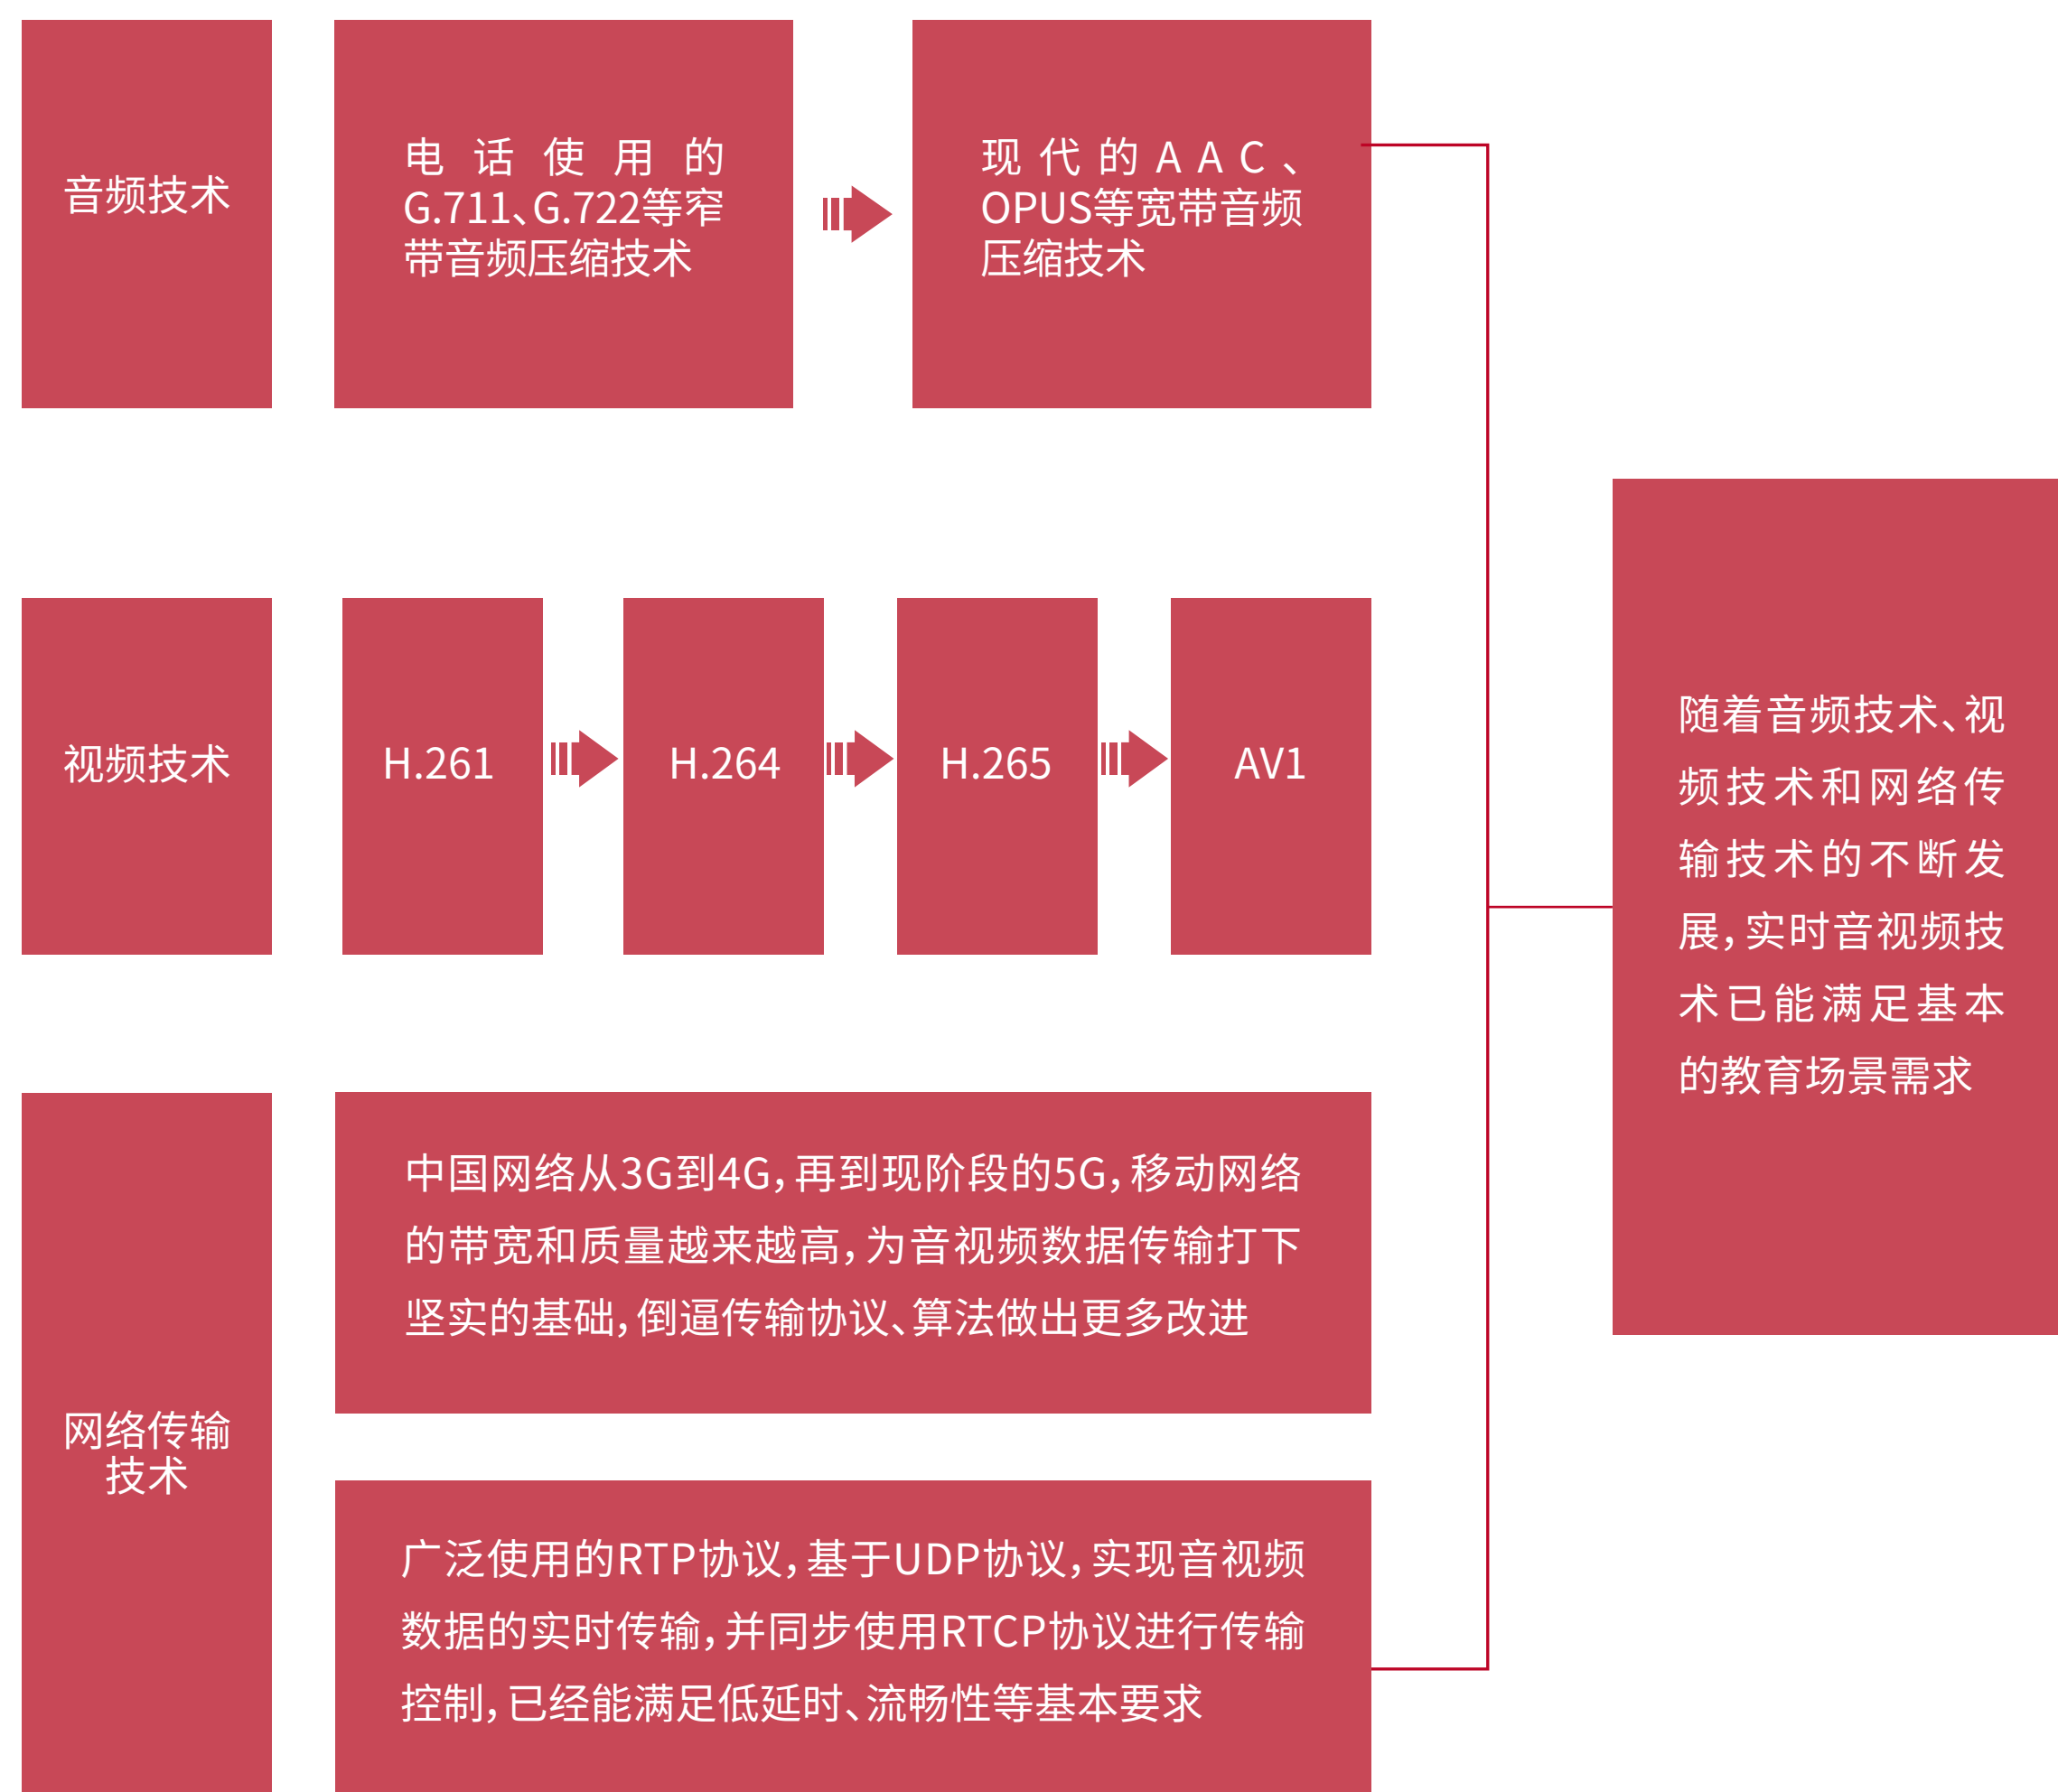 音频技术
电话使用的
G.711、G.722等窄
带音频压缩技术
现代的AAC、
OPUS等宽带音频
压缩技术
视频技术
H.261
H.264
H.265
AV1
网络传输
技术
中国网络从3G到4G，再到现阶段的5G，移动网络
的带宽和质量越来越高，为音视频数据传输打下
坚实的基础，倒逼传输协议、算法做出更多改进
广泛使用的RTP协议，基于UDP协议，实现音视频
数据的实时传输，并同步使用RTCP协议进行传输
控制，已经能满足低延时、流畅性等基本要求
随着音频技术、视
频技术和网络传
输技术的不断发
展，实时音视频技
术已能满足基本
的教育场景需求